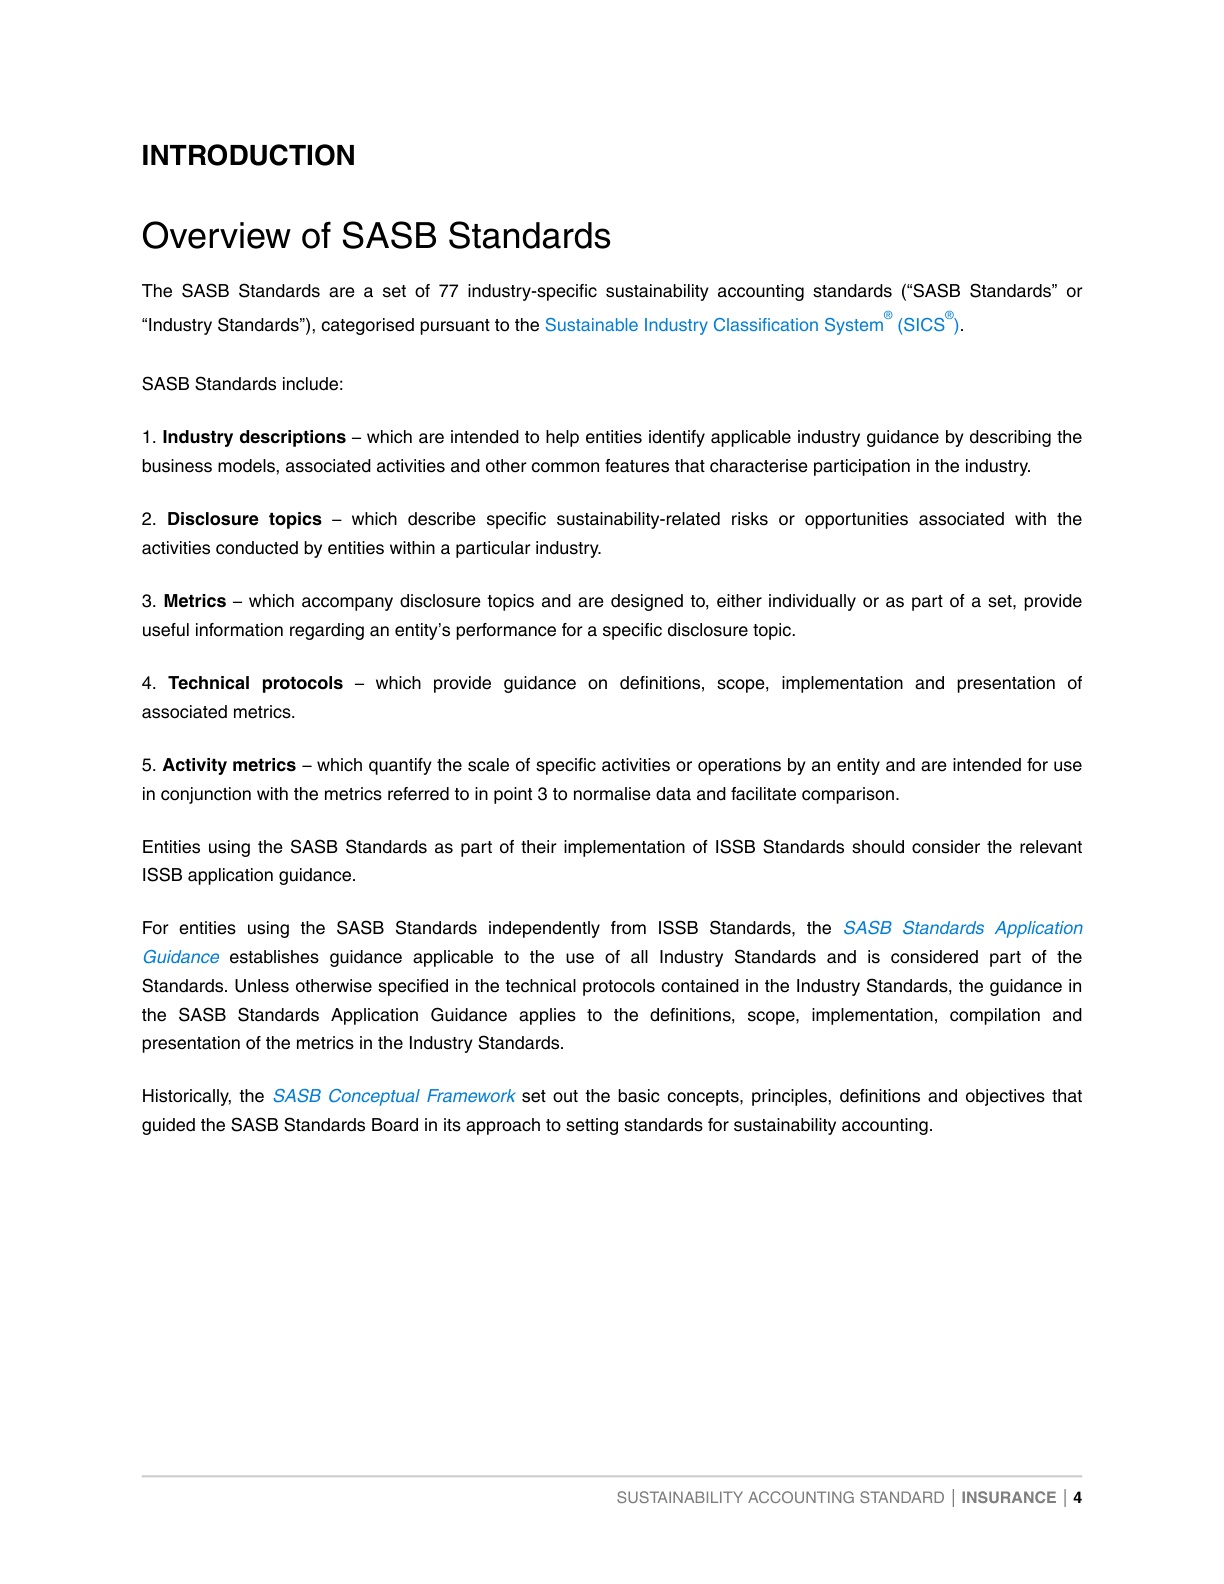 INTRODUCTION
Overview of SASB Standards
The SASB Standards are a set of 77 industry-specific sustainability accounting standards (“SASB Standards” or
“Industry Standards”), categorised pursuant to the Sustainable Industry Classification System® (SICS®).
SASB Standards include:
1. Industry descriptions – which are intended to help entities identify applicable industry guidance by describing the
business models, associated activities and other common features that characterise participation in the industry.
2. Disclosure topics – which describe specific sustainability-related risks or opportunities associated with the
activities conducted by entities within a particular industry.
3. Metrics – which accompany disclosure topics and are designed to, either individually or as part of a set, provide
useful information regarding an entity’s performance for a specific disclosure topic.
4. Technical protocols – which provide guidance on definitions, scope, implementation and presentation of
associated metrics.
5. Activity metrics – which quantify the scale of specific activities or operations by an entity and are intended for use
in conjunction with the metrics referred to in point 3 to normalise data and facilitate comparison.
Entities using the SASB Standards as part of their implementation of ISSB Standards should consider the relevant
ISSB application guidance.
For entities using the SASB Standards independently from ISSB Standards, the SASB Standards Application
Guidance establishes guidance applicable to the use of all Industry Standards and is considered part of the
Standards. Unless otherwise specified in the technical protocols contained in the Industry Standards, the guidance in
the SASB Standards Application Guidance applies to the definitions, scope, implementation, compilation and
presentation of the metrics in the Industry Standards.
Historically, the SASB Conceptual Framework set out the basic concepts, principles, definitions and objectives that
guided the SASB Standards Board in its approach to setting standards for sustainability accounting.
SUSTAINABILITY ACCOUNTING STANDARD | INSURANCE | 4